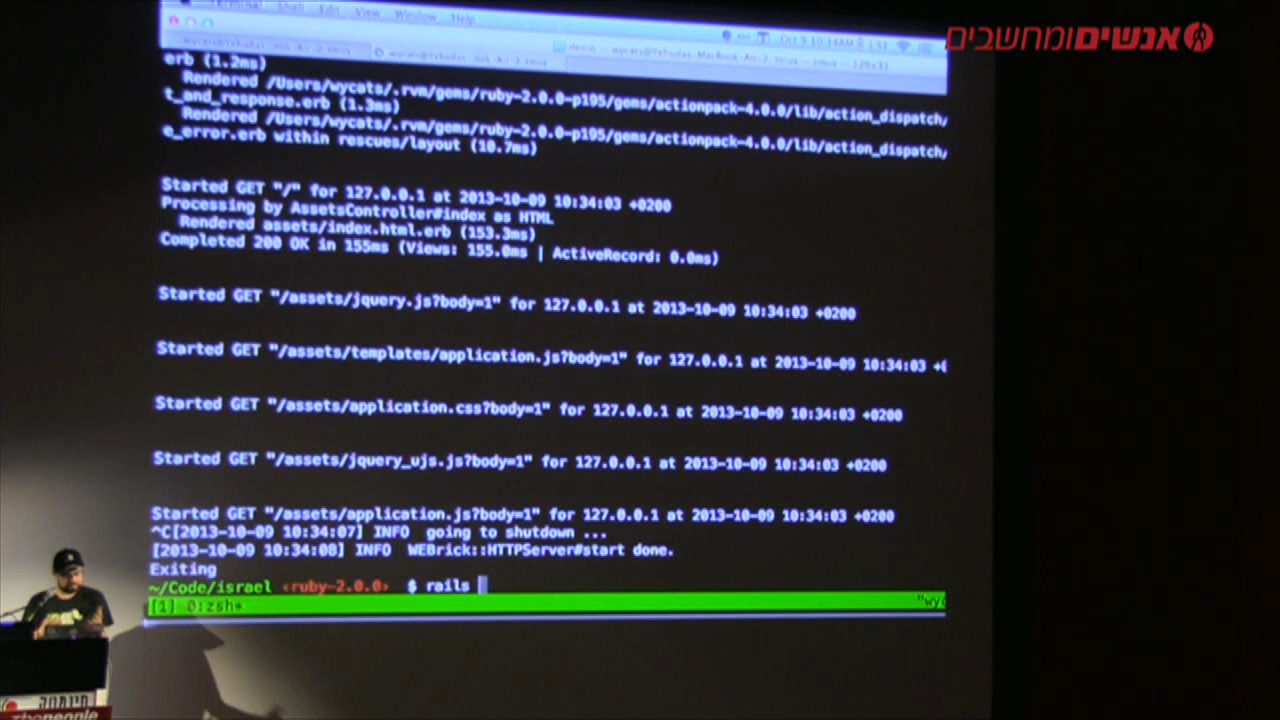 Terminal Shell Edit View Window Help
אנשיםומחשבים
erb (1.2ms)
Rendered /Users/wycats/.rvm/gems/ruby-2.0.0-p195/gems/actionpack-4.0.0/lib/action_dispatch/
t_and_response.erb (1.3ms)
Rendered /Users/wycats/.rvm/gems/ruby-2.0.0-p195/gems/actionpack-4.0.0/lib/action_dispatch/
e_error.erb within rescues/layout (10.7ms)
Started GET "/" for 127.0.0.1 at 2013-10-09 10:34:03 +0200
Processing by AssetsController#index as HTML
Rendered assets/index.html.erb (153.3ms)
Completed 200 OK in 155ms (Views: 155.0ms | ActiveRecord: 0.0ms)
Started GET "/assets/jquery.js?body=1" for 127.0.0.1 at 2013-10-09 10:34:03 +0200
Started GET "/assets/templates/application.js?body=1" for 127.0.0.1 at 2013-10-09 10:34:03 +0
Started GET "/assets/application.css?body=1" for 127.0.0.1 at 2013-10-09 10:34:03 +0200
Started GET "/assets/jquery_ujs.js?body=1" for 127.0.0.1 at 2013-10-09 10:34:03 +0200
Started GET "/assets/application.js?body=1" for 127.0.0.1 at 2013-10-09 10:34:03 +0200
^C[2013-10-09 10:34:07] INFO going to shutdown ...
[2013-10-09 10:34:08] INFO WEBrick::HTTPServer#start done.
Exiting
~/Code/israel ‹ruby-2.0.0› $ rails
[1] 0:zsh* "wyc
people